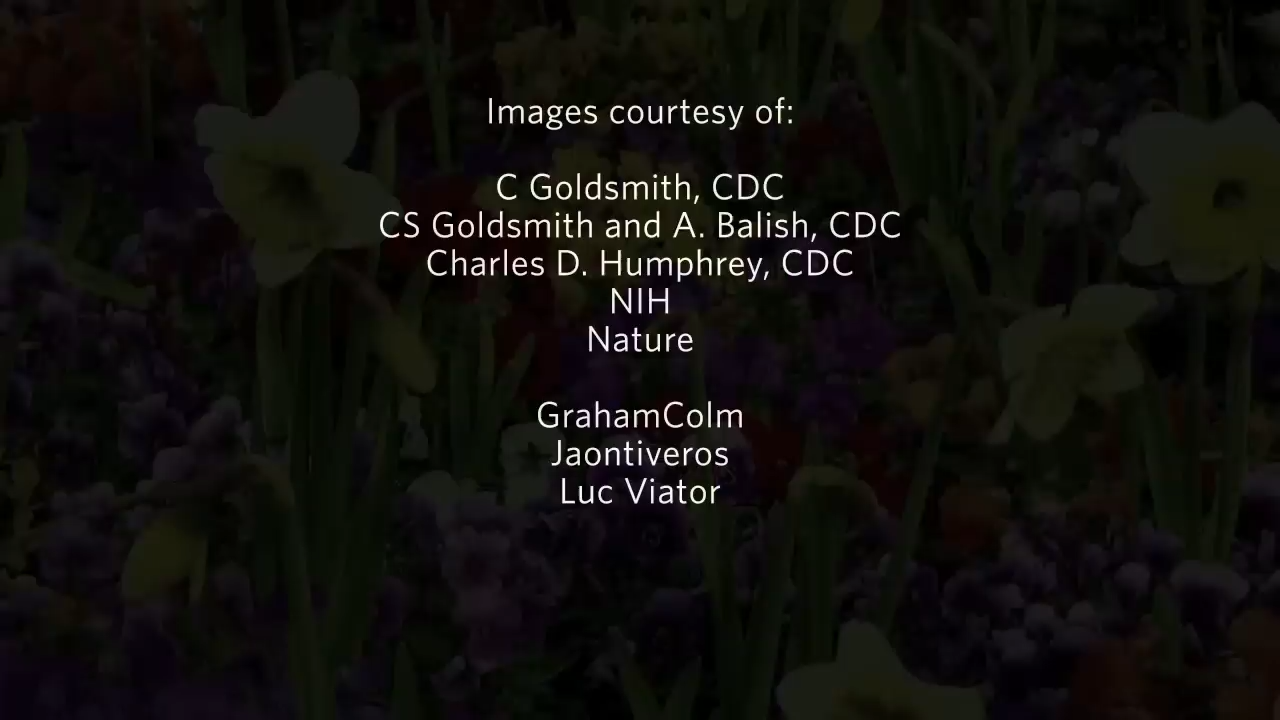 Images courtesy of:
C Goldsmith, CDC
CS Goldsmith and A. Balish, CDC
Charles D. Humphrey, CDC
NIH
Nature
GrahamColm
Jaontiveros
Luc Viator